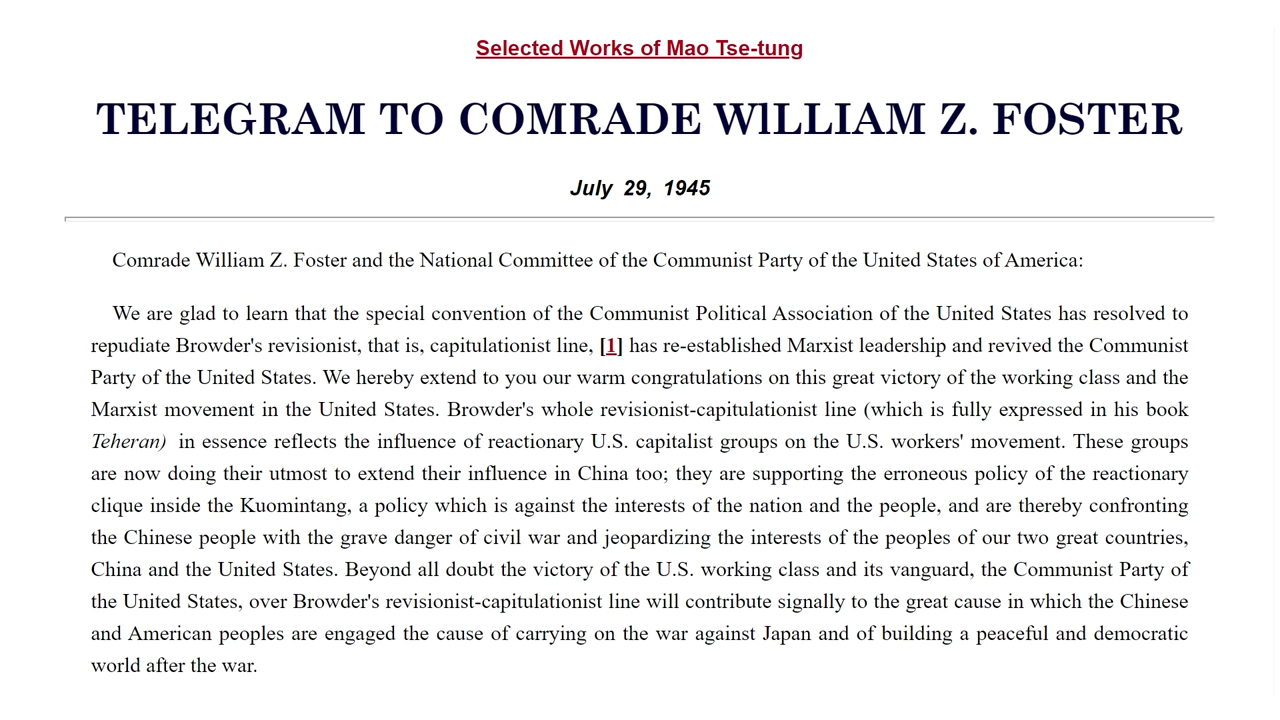 Selected Works of Mao Tse-tung
TELEGRAM TO COMRADE WlLLIAM Z. FOSTER
July 29, 1945
Comrade William Z. Foster and the National Committee of the Communist Party of the United States of America:
We are glad to learn that the special convention of the Communist Political Association of the United States has resolved to
repudiate Browder's revisionist, that is, capitulationist line, [1] has re-established Marxist leadership and revived the Communist
Party of the United States. We hereby extend to you our warm congratulations on this great victory of the working class and the
Marxist movement in the United States. Browder's whole revisionist-capitulationist line (which is fully expressed in his book
Teheran) in essence reflects the influence of reactionary U.S. capitalist groups on the U.S. workers' movement. These groups
are now doing their utmost to extend their influence in China too; they are supporting the erroneous policy of the reactionary
clique inside the Kuomintang, a policy which is against the interests of the nation and the people, and are thereby confronting
the Chinese people with the grave danger of civil war and jeopardizing the interests of the peoples of our two great countries,
China and the United States. Beyond all doubt the victory of the U.S. working class and its vanguard, the Communist Party of
the United States, over Browder's revisionist-capitulationist line will contribute signally to the great cause in which the Chinese
and American peoples are engaged the cause of carrying on the war against Japan and of building a peaceful and democratic
world after the war.